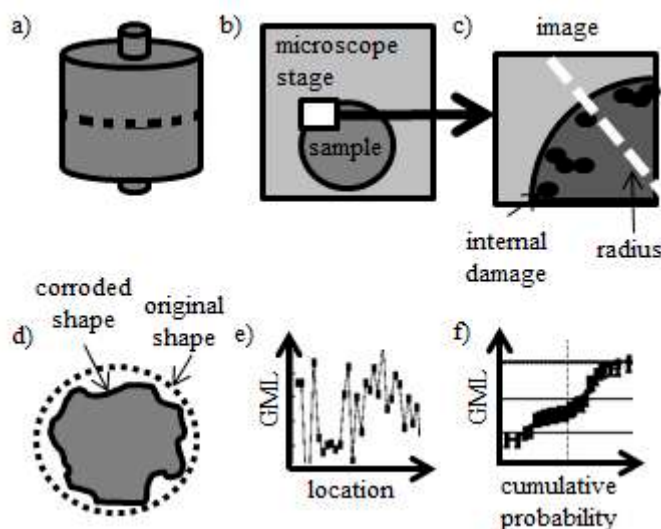 a)
b)
microscope
stage
sample
c)
image
internal
damage
radius
d)
corroded
shape
original
shape
e)
GML
location
f)
GML
cumulative
probability